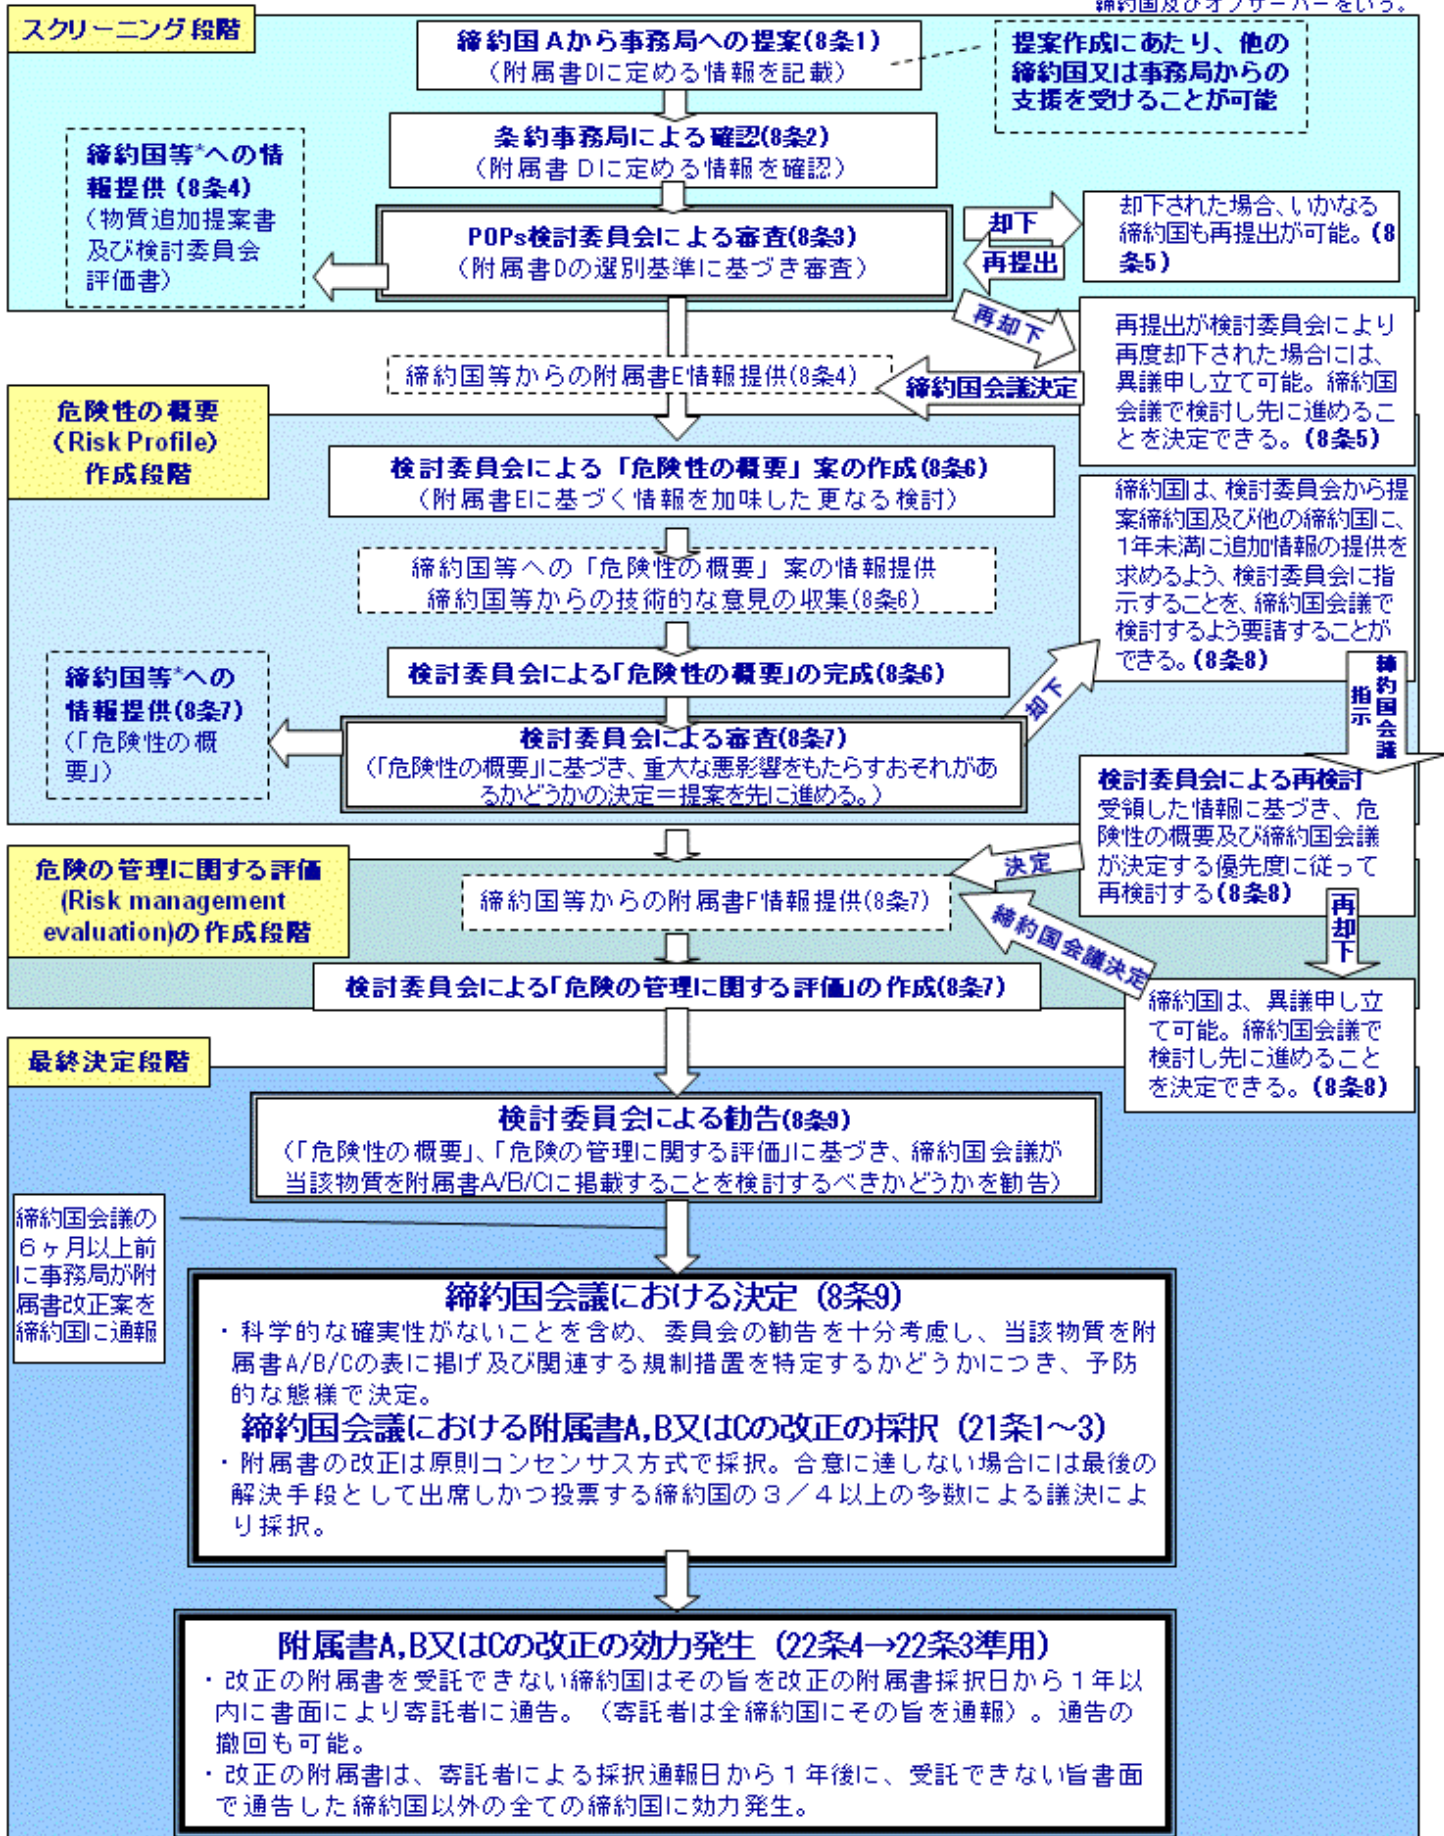 締約国及びオブザーバーをいう。
スクリーニング段階
締約国Aから事務局への提案(8条1)
（附属書Dに定める情報を記載）
提案作成にあたり、他の
締約国又は事務局からの
支援を受けることが可能
条約事務局による確認(8条2)
（附属書Dに定める情報を確認）
締約国等*への情
報提供（8条4）
（物質追加提案書
及び検討委員会
評価書）
POPs検討委員会による審査(8条3)
（附属書Dの選別基準に基づき審査）
却下
再提出
却下された場合、いかなる
締約国も再提出が可能。(8
条5)
再却下
再提出が検討委員会により
再度却下された場合には、
異議申し立て可能。締約国
会議で検討し先に進めるこ
とを決定できる。(8条5)
締約国等からの附属書E情報提供(8条4)
締約国会議決定
危険性の概要
（Risk Profile）
作成段階
検討委員会による「危険性の概要」案の作成(8条6)
（附属書Eに基づく情報を加味した更なる検討）
締約国等への「危険性の概要」案の情報提供
締約国等からの技術的な意見の収集(8条6)
締約国は、検討委員会から提
案締約国及び他の締約国に、
1年未満に追加情報の提供を
求めるよう、検討委員会に指
示することを、締約国会議で
検討するよう要請することが
できる。(8条8)
検討委員会による「危険性の概要」の完成(8条6)
締約国等*への
情報提供(8条7)
（「危険性の概
要」）
却下
締約国会議
指示
検討委員会による審査(8条7)
（「危険性の概要」に基づき、重大な悪影響をもたらすおそれがあ
るかどうかの決定＝提案を先に進める。）
検討委員会による再検討
受領した情報に基づき、危
険性の概要及び締約国会議
が決定する優先度に従って
再検討する(8条8)
危険の管理に関する評価
(Risk management
evaluation)の作成段階
決定
締約国等からの附属書F情報提供(8条7)
締約国会議決定
再却下
検討委員会による「危険の管理に関する評価」の作成(8条7)
締約国は、異議申し立
て可能。締約国会議で
検討し先に進めること
を決定できる。(8条8)
最終決定段階
検討委員会による勧告(8条9)
（「危険性の概要」、「危険の管理に関する評価」に基づき、締約国会議が
当該物質を附属書A/B/Cに掲載することを検討するべきかどうかを勧告）
締約国会議の
６ヶ月以上前
に事務局が附
属書改正案を
締約国に通報
締約国会議における決定（8条9）
・科学的な確実性がないことを含め、委員会の勧告を十分考慮し、当該物質を附
属書A/B/Cの表に掲げ及び関連する規制措置を特定するかどうかにつき、予防
的な態様で決定。
締約国会議における附属書A,B又はCの改正の採択（21条1～3）
・附属書の改正は原則コンセンサス方式で採択。合意に達しない場合には最後の
解決手段として出席しかつ投票する締約国の３／４以上の多数による議決によ
り採択。
附属書A,B又はCの改正の効力発生（22条4→22条3準用）
・改正の附属書を受託できない締約国はその旨を改正の附属書採択日から１年以
内に書面により寄託者に通告。（寄託者は全締約国にその旨を通報）。通告の
撤回も可能。
・改正の附属書は、寄託者による採択通報日から１年後に、受託できない旨書面
で通告した締約国以外の全ての締約国に効力発生。